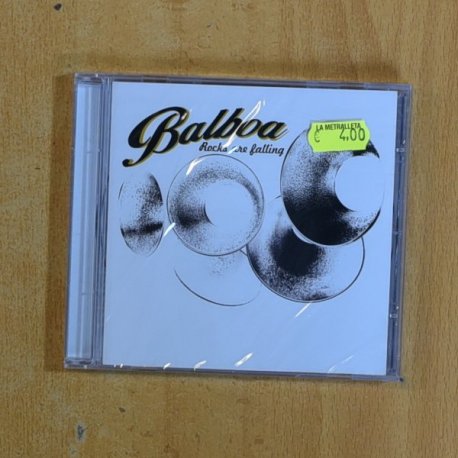 Balboa
Rocks are falling
LA METRALLETA
€ 4,00